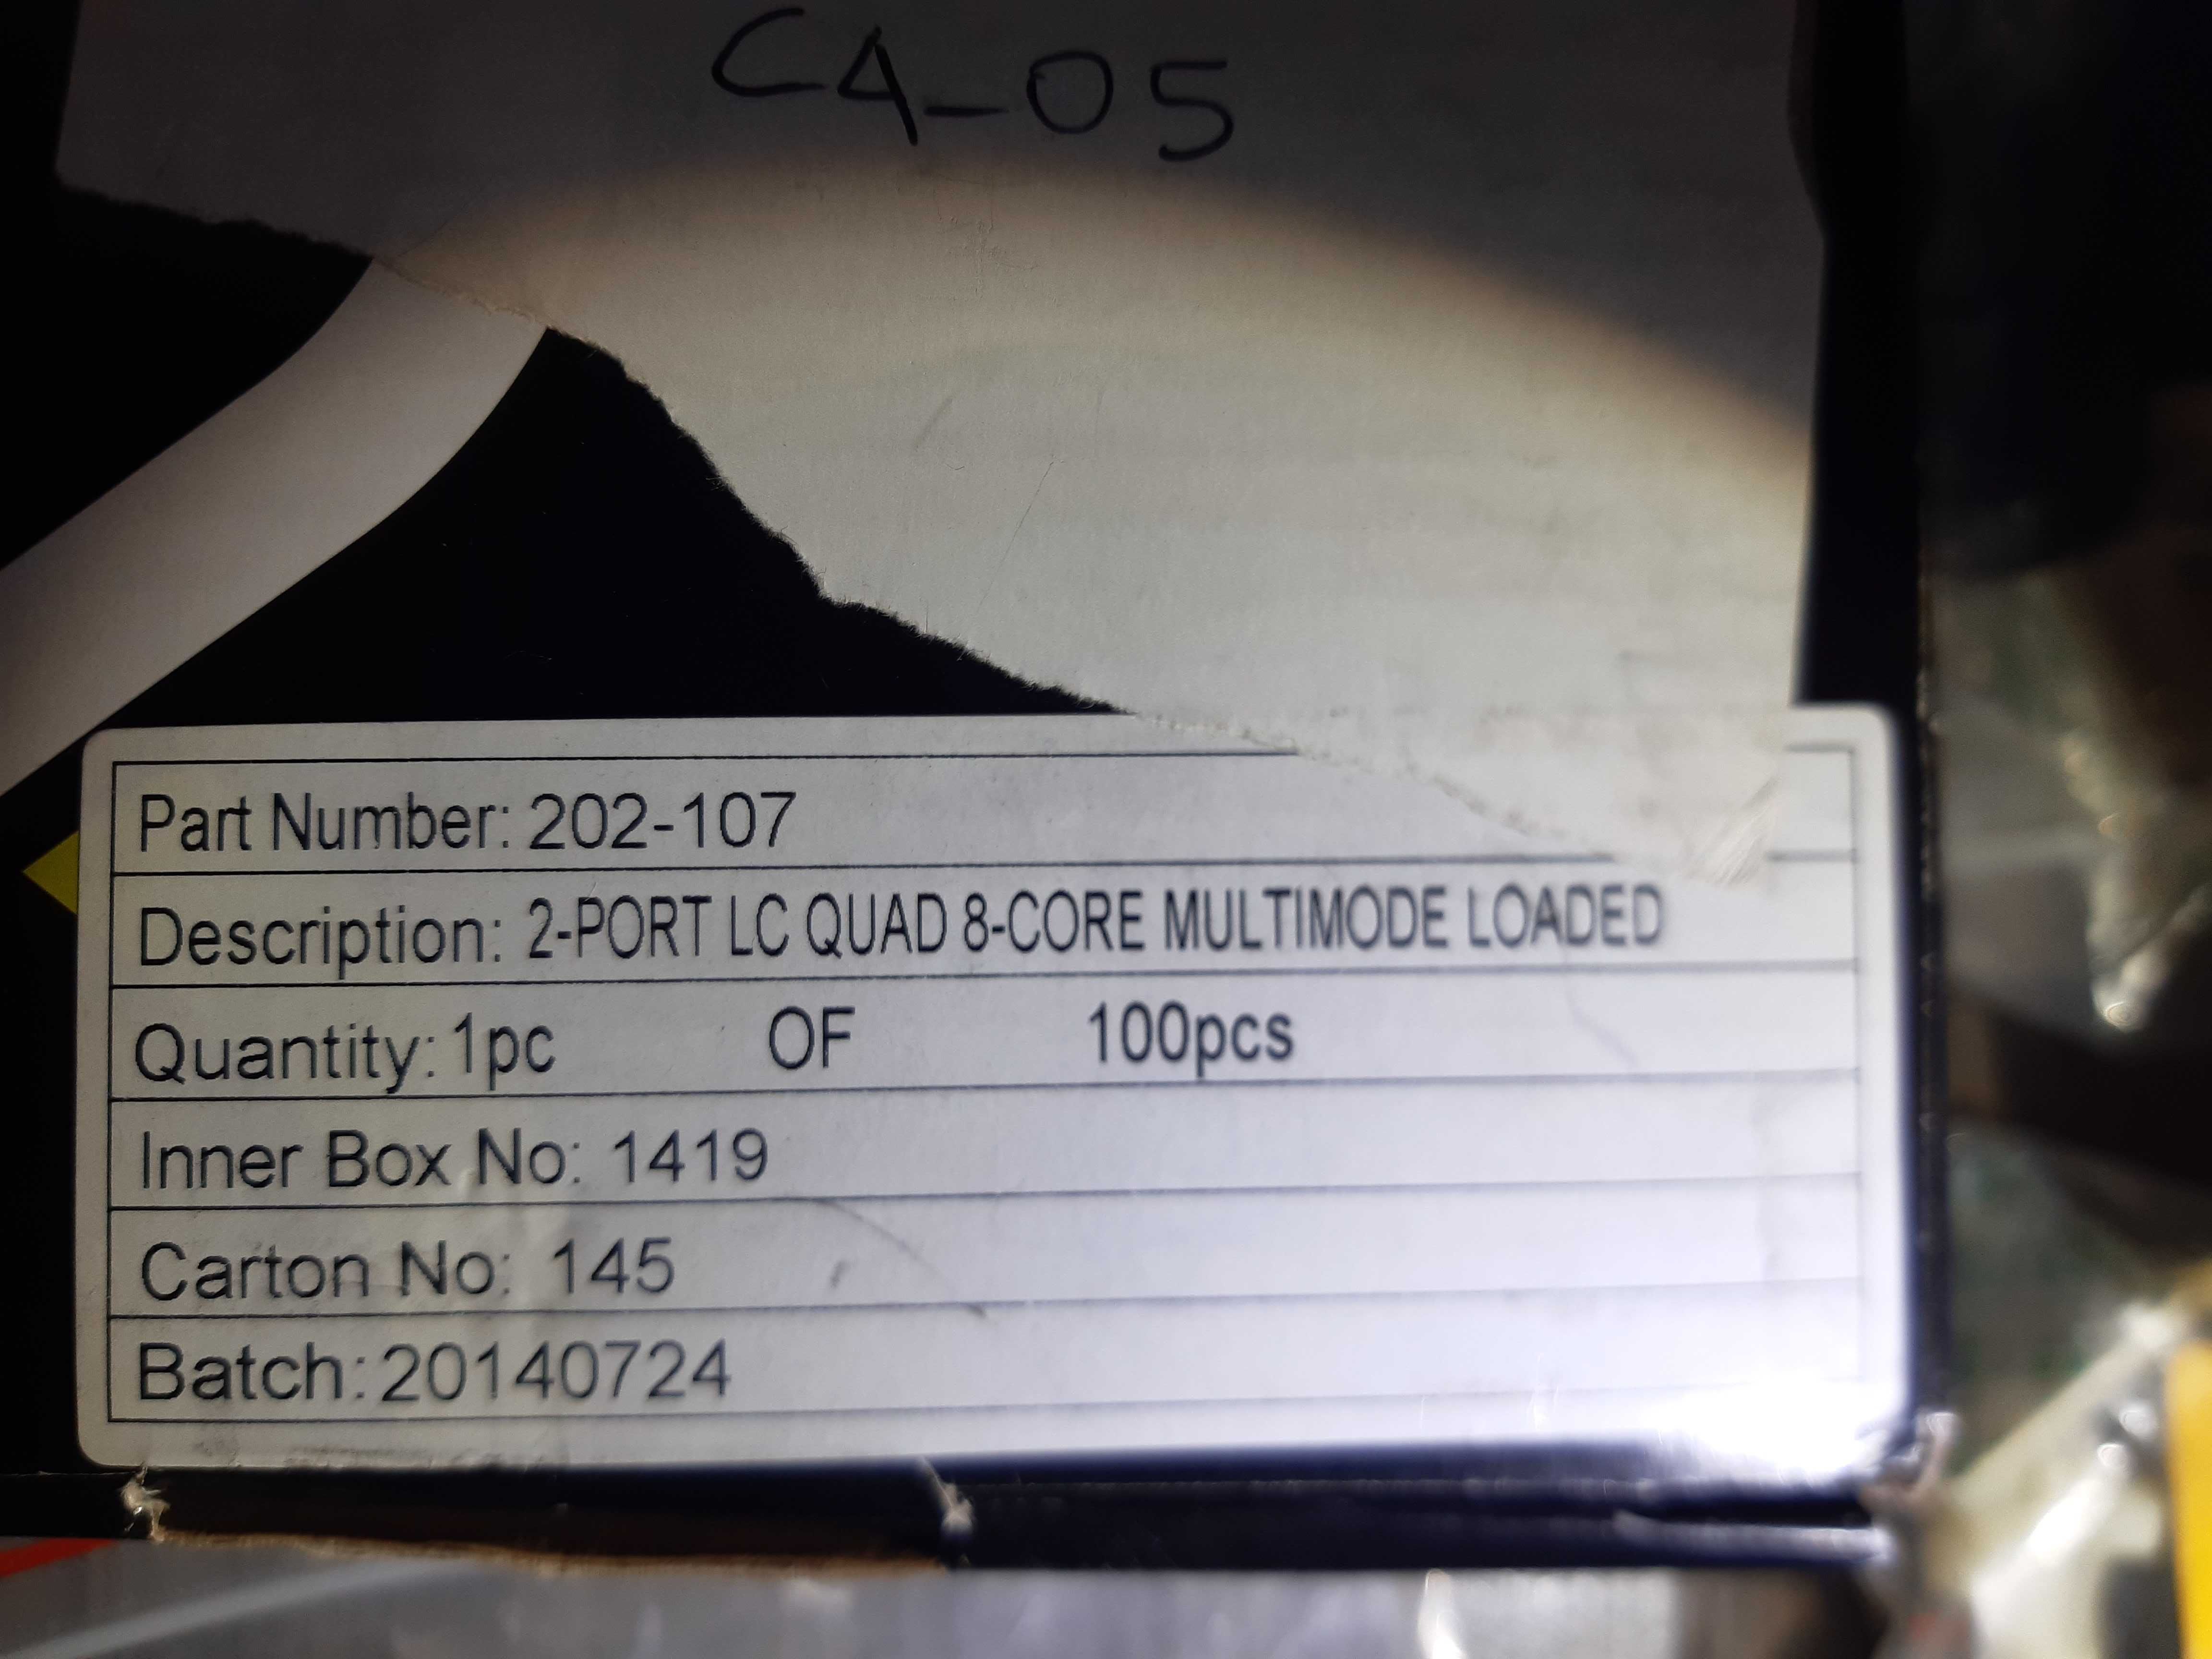 C4-05
Part Number: 202-107
Description: 2-PORT LC QUAD 8-CORE MULTIMODE LOADED
Quantity: 1pc OF 100pcs
Inner Box No: 1419
Carton No: 145
Batch: 20140724